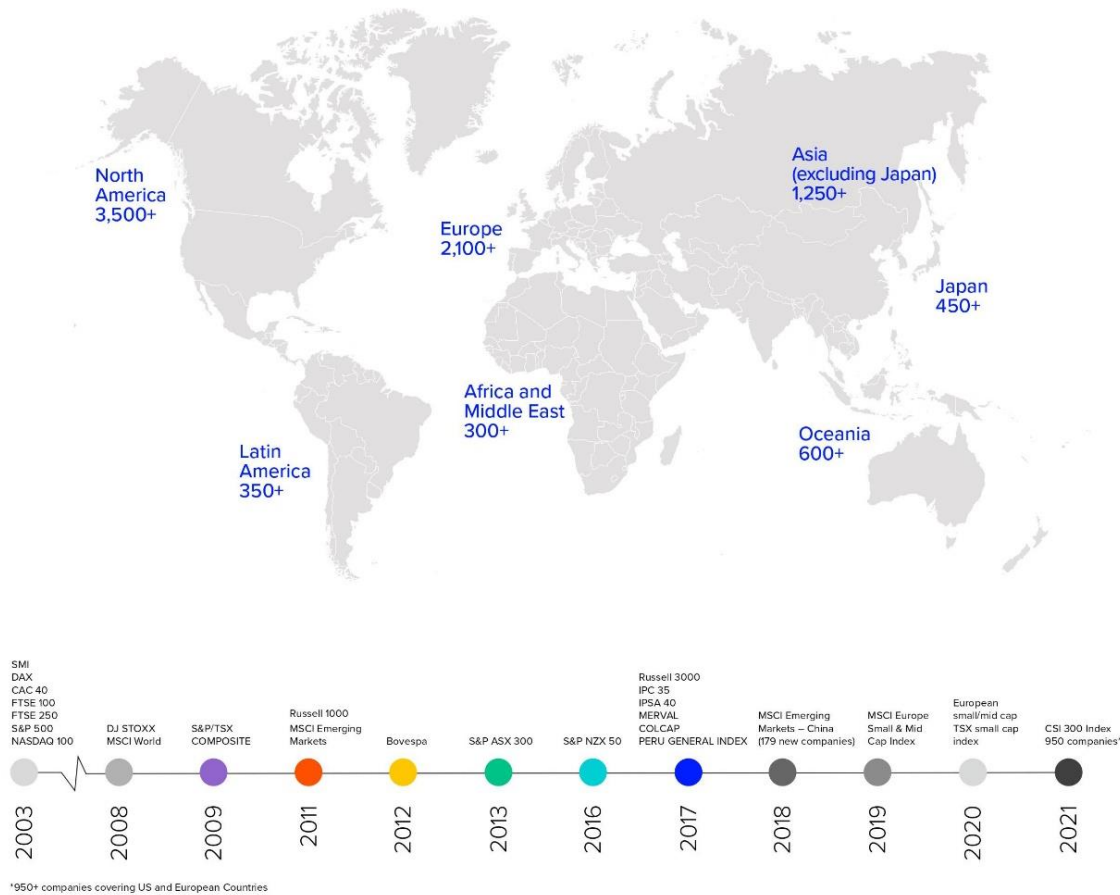 North
America
3,500+
Europe
2,100+
Asia
(excluding Japan)
1,250+
Japan
450+
Africa and
Middle East
300+
Latin
America
350+
Oceania
600+
SMI
DAX
CAC 40
FTSE 100
FTSE 250
S&P 500
NASDAQ 100
DJ STOXX
MSCI World
S&P/TSX
COMPOSITE
Russell 1000
MSCI Emerging
Markets
Bovespa
S&P ASX 300
S&P NZX 50
Russell 3000
IPC 35
IPSA 40
MERVAL
COLCAP
PERU GENERAL INDEX
MSCI Emerging
Markets – China
(179 new companies)
MSCI Europe
Small & Mid
Cap Index
European
small/mid cap
TSX small cap
index
CSI 300 Index
950 companies*
2003
2008
2009
2011
2012
2013
2016
2017
2018
2019
2020
2021
*950+ companies covering US and European Countries